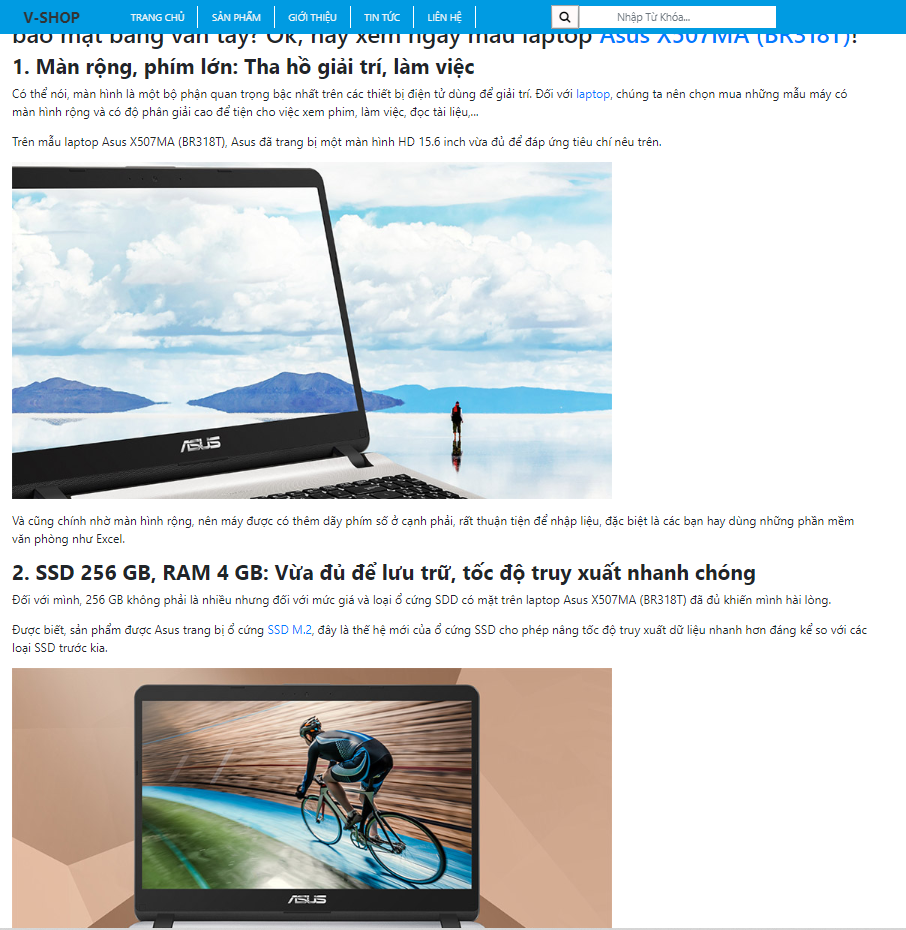 V-SHOP
TRANG CHỦ
SẢN PHẨM
GIỚI THIỆU
TIN TỨC
LIÊN HỆ
Nhập Từ Khóa...
bảo mật bằng vân tay? Ok, hãy xem ngay mẫu laptop Asus X507MA (BR318T)!
1. Màn rộng, phím lớn: Tha hồ giải trí, làm việc
Có thể nói, màn hình là một bộ phận quan trọng bậc nhất trên các thiết bị điện tử dùng để giải trí. Đối với laptop, chúng ta nên chọn mua những mẫu máy có
màn hình rộng và có độ phân giải cao để tiện cho việc xem phim, làm việc, đọc tài liệu,...
Trên mẫu laptop Asus X507MA (BR318T), Asus đã trang bị một màn hình HD 15.6 inch vừa đủ để đáp ứng tiêu chí nêu trên.
ASUS
Và cũng chính nhờ màn hình rộng, nên máy được có thêm dãy phím số ở cạnh phải, rất thuận tiện để nhập liệu, đặc biệt là các bạn hay dùng những phần mềm
văn phòng như Excel.
2. SSD 256 GB, RAM 4 GB: Vừa đủ để lưu trữ, tốc độ truy xuất nhanh chóng
Đối với mình, 256 GB không phải là nhiều nhưng đối với mức giá và loại ổ cứng SDD có mặt trên laptop Asus X507MA (BR318T) đã đủ khiến mình hài lòng.
Được biết, sản phẩm được Asus trang bị ổ cứng SSD M.2, đây là thế hệ mới của ổ cứng SSD cho phép nâng tốc độ truy xuất dữ liệu nhanh hơn đáng kể so với các
loại SSD trước kia.
ASUS